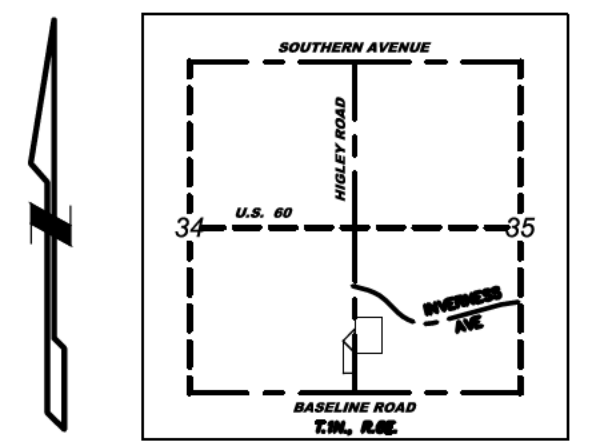 SOUTHERN AVENUE
HIGLEY ROAD
U.S. 60
34
35
INVERNESS
AVE
BASELINE ROAD
T.1N., R.6E.